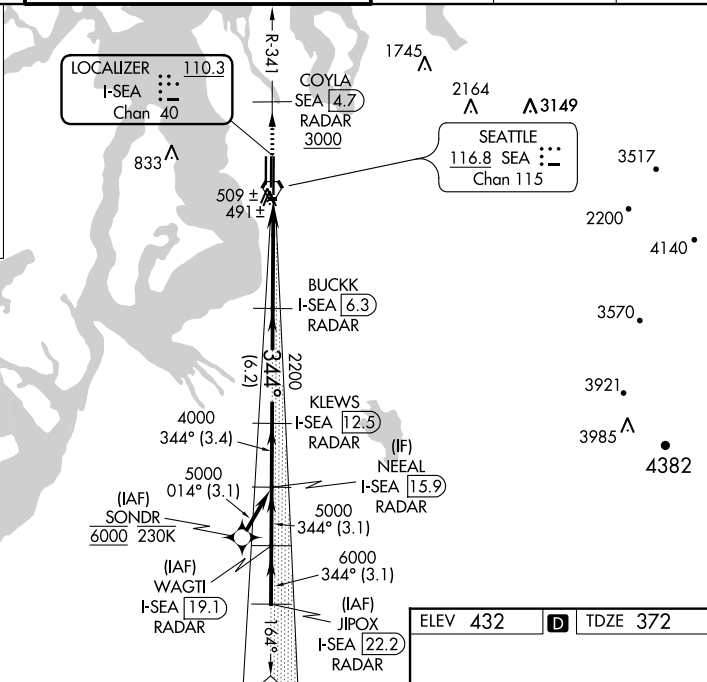 R-341
1745
LOCALIZER 110.3
I-SEA
Chan 40
COYLA
SEA 4.7
RADAR
3000
2164
3149
833
SEATTLE
116.8 SEA
Chan 115
3517
509 ±
491 ±
2200
4140
BUCKK
I-SEA 6.3
RADAR
3570
344°
2200
(6.2)
3921
KLEWS
I-SEA 12.5
RADAR
4000
344° (3.4)
3985
4382
(IF)
NEEAL
I-SEA 15.9
RADAR
5000
014° (3.1)
(IAF)
SONDR
6000 230K
5000
344° (3.1)
(IAF)
WAGTI
I-SEA 19.1
RADAR
6000
344° (3.1)
(IAF)
JIPOX
I-SEA 22.2
RADAR
164°
ELEV 432 D TDZE 372